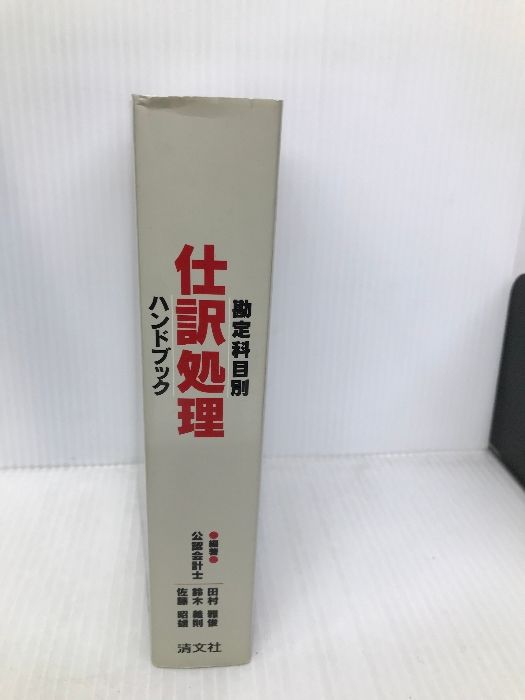 勘定科目別
仕訳処理
ハンドブック
●編著●
公認会計士
田村 雅俊
鈴木 義則
佐藤 昭雄
清文社